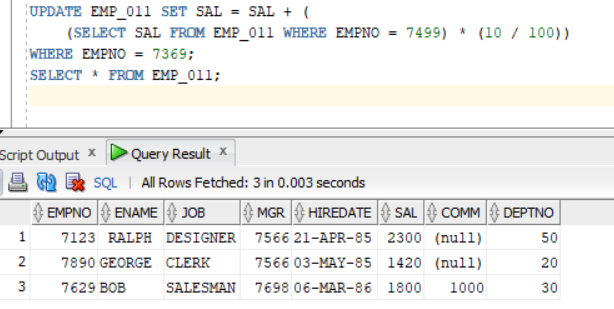 UPDATE EMP_011 SET SAL = SAL + (
(SELECT SAL FROM EMP_011 WHERE EMPNO = 7499) * (10 / 100))
WHERE EMPNO = 7369;
SELECT * FROM EMP_011;
Script Output x Query Result x
SQL | All Rows Fetched: 3 in 0.003 seconds
EMPNO ENAME JOB MGR HIREDATE SAL COMM DEPTNO
1 7123 RALPH DESIGNER 7566 21-APR-85 2300 (null) 50
2 7890 GEORGE CLERK 7566 03-MAY-85 1420 (null) 20
3 7629 BOB SALESMAN 7698 06-MAR-86 1800 1000 30